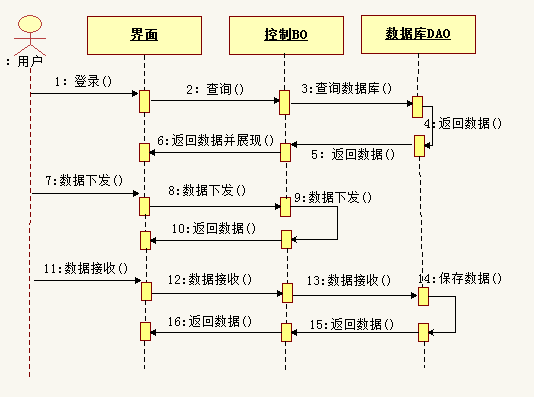 界面
控制BO
数据库DAO
: 用户
1: 登录()
2: 查询()
3:查询数据库()
4:返回数据()
5: 返回数据()
6:返回数据并展现()
7:数据下发()
8:数据下发()
9:数据下发()
10:返回数据()
11:数据接收()
12:数据接收()
13:数据接收()
14:保存数据()
15:返回数据()
16:返回数据()